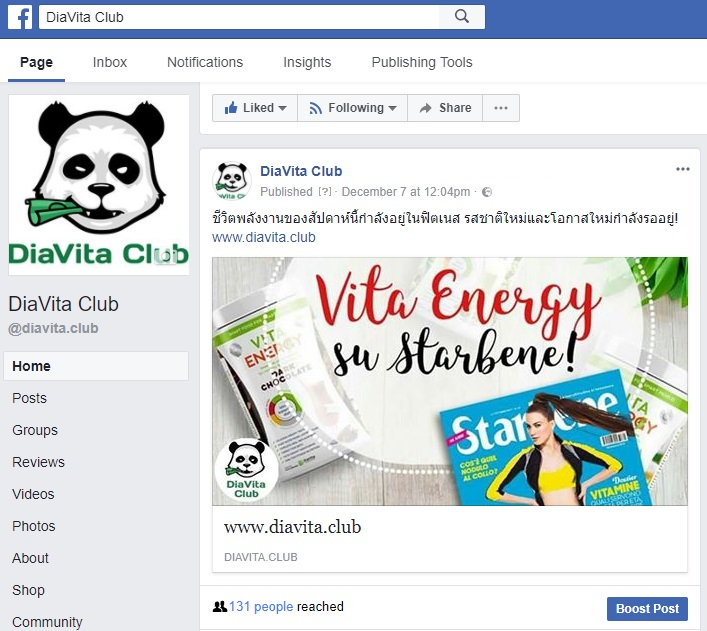 DiaVita Club
Page Inbox Notifications Insights Publishing Tools
Liked Following Share ...
DiaVita Club
DiaVita Club
@diavita.club
Home
Posts
Groups
Reviews
Videos
Photos
About
Shop
Community
DiaVita Club
Published [?] · December 7 at 12:04pm ·
ชีวิตพลังงานของสัปดาห์นี้กำลังอยู่ในฟิตเนส รสชาติใหม่และโอกาสใหม่กำลังรออยู่!
www.diavita.club
Vita Energy
su Starbene!
VITA
ENERGY
DARK
CHOCOLATE
DiaVita
Club
COS'È QUEL
NODULO
AL COLLO?
Dossier
VITAMINE
QUALI SERVONO
www.diavita.club
DIAVITA.CLUB
131 people reached
Boost Post